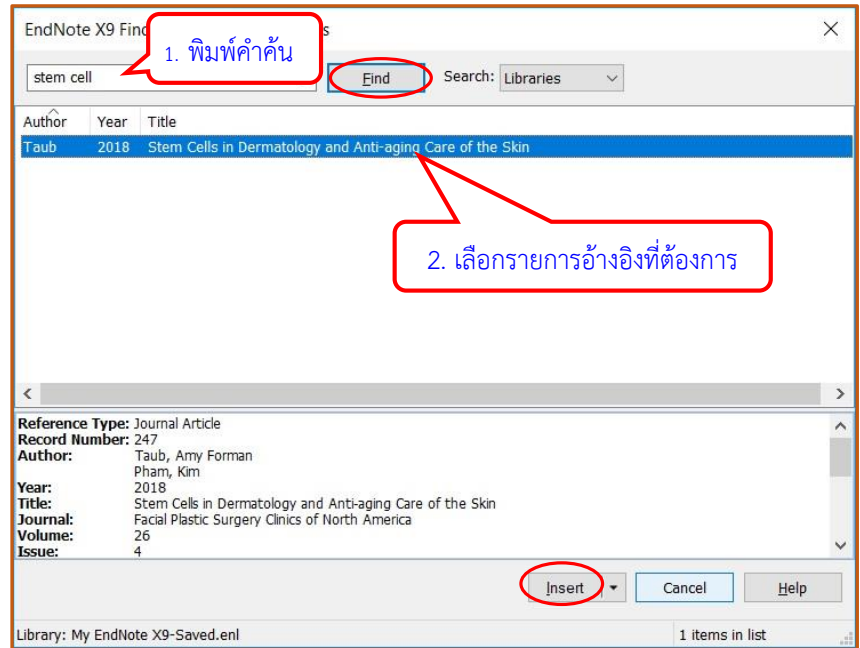 EndNote X9 Fin s
1. พิมพ์คำค้น
stem cell
Find
Search: Libraries
Author Year Title
Taub 2018 Stem Cells in Dermatology and Anti-aging Care of the Skin
2. เลือกรายการอ้างอิงที่ต้องการ
Reference Type: Journal Article
Record Number: 247
Author: Taub, Amy Forman
Pham, Kim
Year: 2018
Title: Stem Cells in Dermatology and Anti-aging Care of the Skin
Journal: Facial Plastic Surgery Clinics of North America
Volume: 26
Issue: 4
Insert Cancel Help
Library: My EndNote X9-Saved.enl 1 items in list